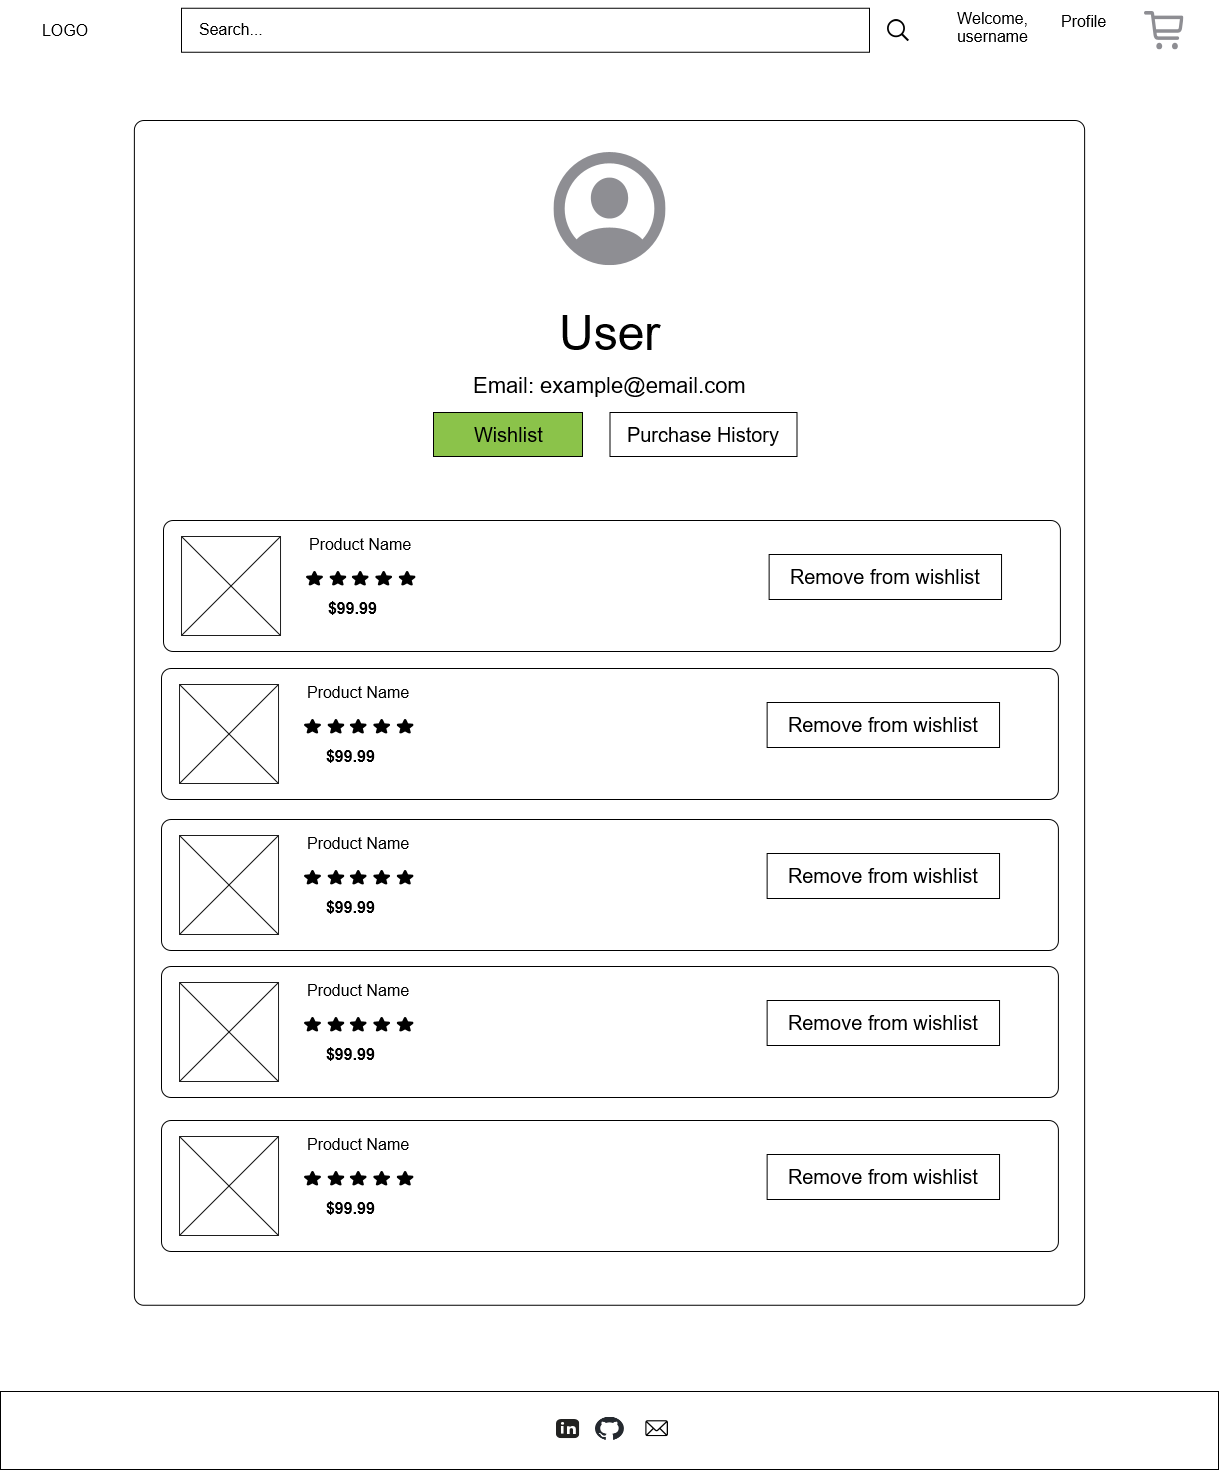 LOGO
Search...
Welcome,
username
Profile
User
Email: example@email.com
Wishlist
Purchase History
Product Name
$99.99
Remove from wishlist
Product Name
$99.99
Remove from wishlist
Product Name
$99.99
Remove from wishlist
Product Name
$99.99
Remove from wishlist
Product Name
$99.99
Remove from wishlist
in